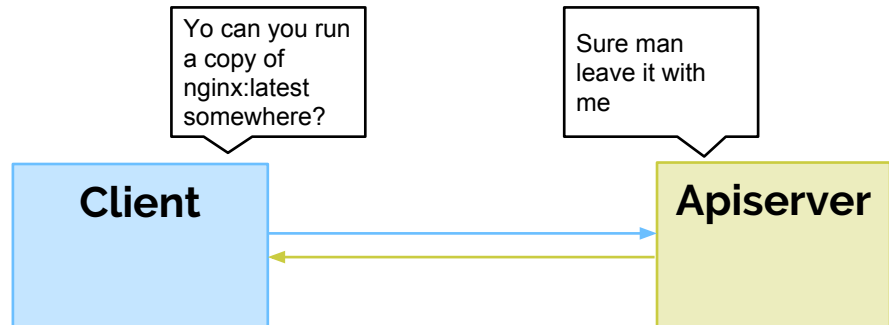 Yo can you run
a copy of
nginx:latest
somewhere?
Sure man
leave it with
me
Client
Apiserver